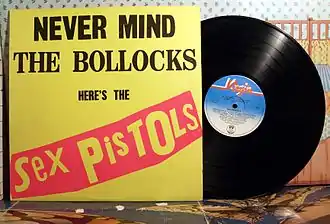 NEVER MIND
THE BOLLOCKS
HERE'S THE
Sex PISTOLS
Virgin